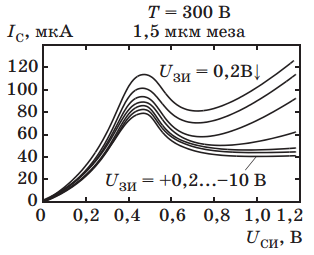 T = 300 В
I_С, мкА 1,5 мкм меза
120
100
80
60
40
20
0
U_ЗИ = 0,2В↓
U_ЗИ = +0,2...–10 В
0 0,2 0,4 0,6 0,8 1,0 1,2
U_СИ, В